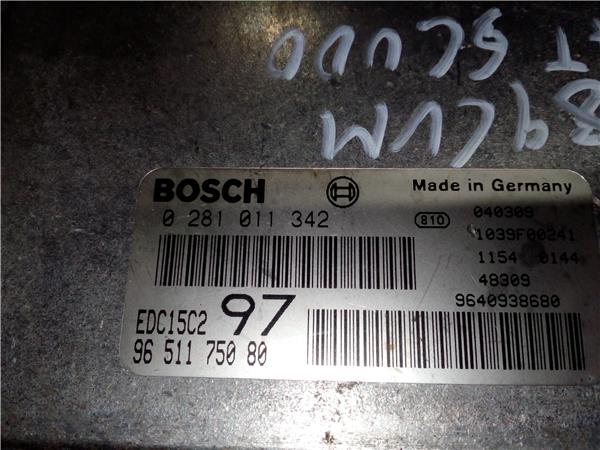 SCUDO
BOSCH
Made in Germany
0 281 011 342
810
040309
1039F00241
1154 0144
48309
9640938680
EDC15C2
97
96 511 750 80